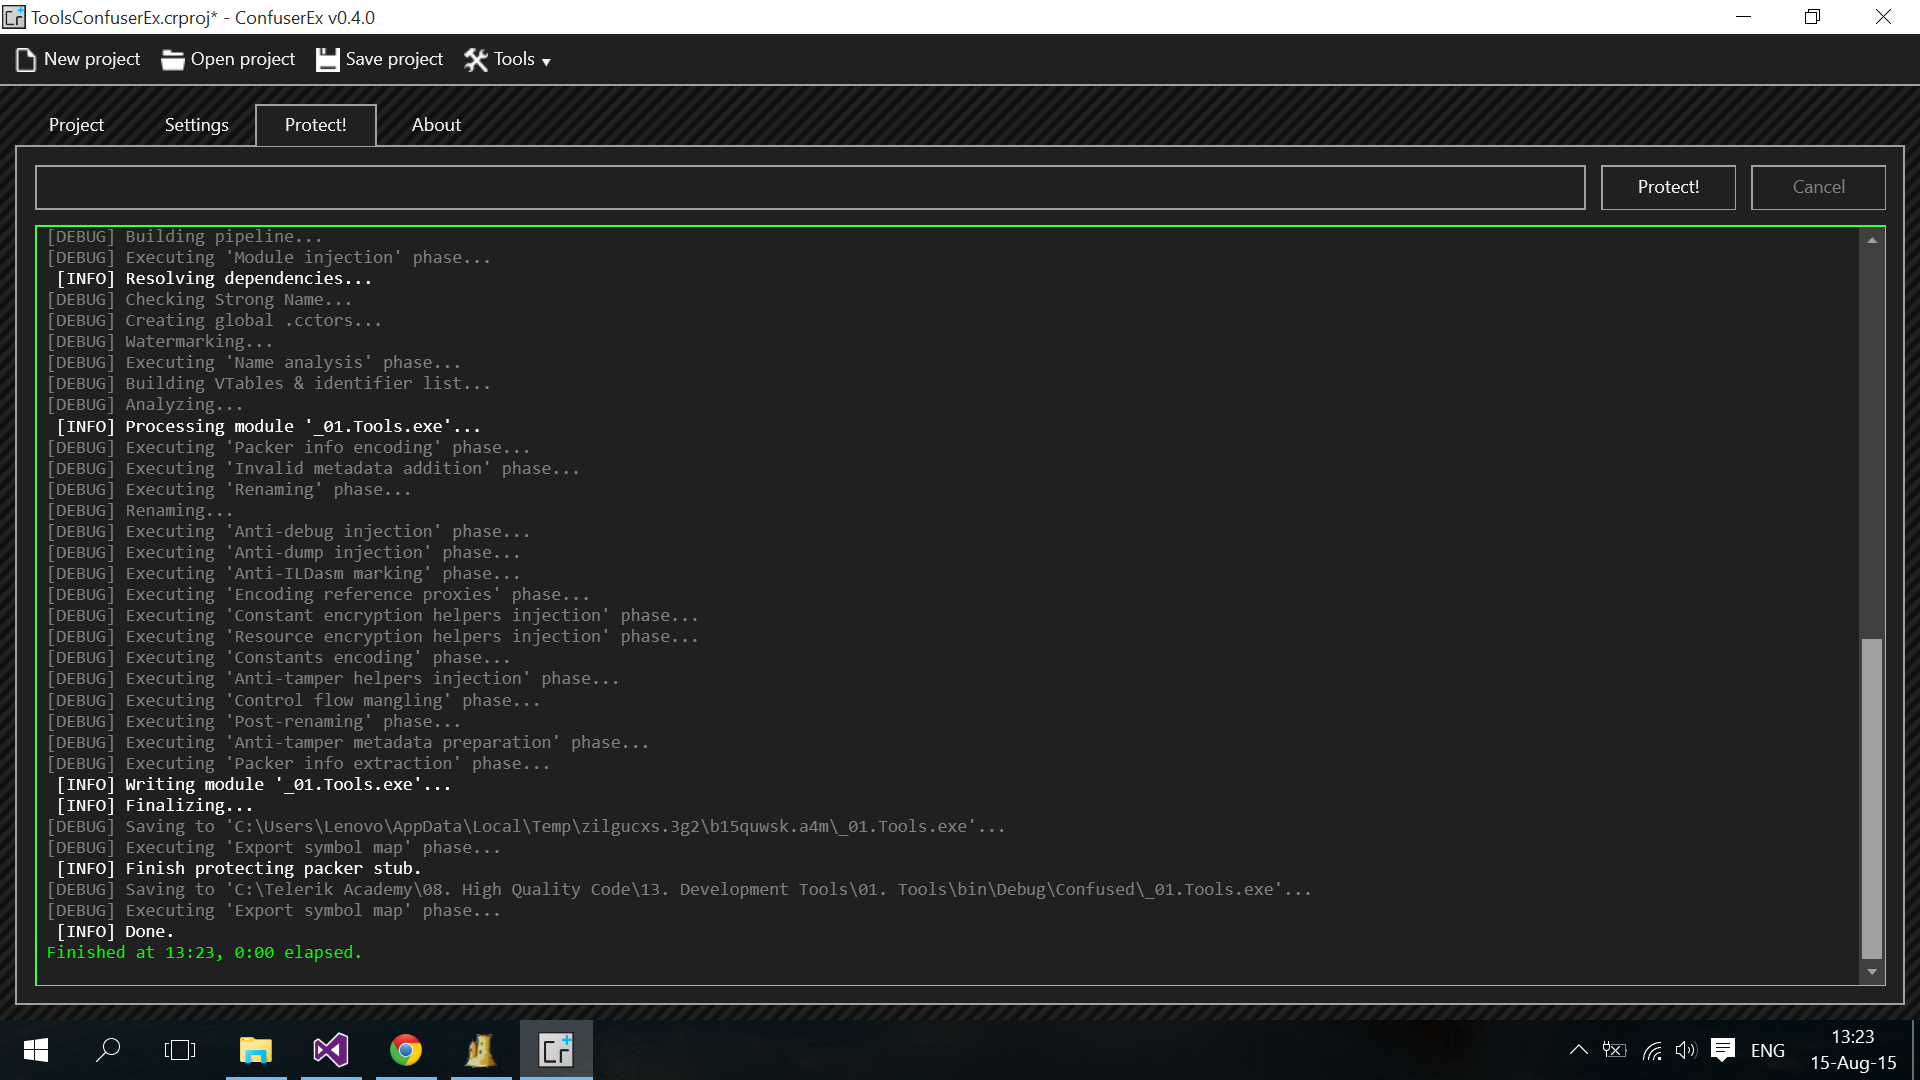 ToolsConfuserEx.crproj* - ConfuserEx v0.4.0
New project Open project Save project Tools
Project Settings Protect! About
Protect! Cancel
[DEBUG] Building pipeline...
[DEBUG] Executing 'Module injection' phase...
[INFO] Resolving dependencies...
[DEBUG] Checking Strong Name...
[DEBUG] Creating global .cctors...
[DEBUG] Watermarking...
[DEBUG] Executing 'Name analysis' phase...
[DEBUG] Building VTables & identifier list...
[DEBUG] Analyzing...
[INFO] Processing module '_01.Tools.exe'...
[DEBUG] Executing 'Packer info encoding' phase...
[DEBUG] Executing 'Invalid metadata addition' phase...
[DEBUG] Executing 'Renaming' phase...
[DEBUG] Renaming...
[DEBUG] Executing 'Anti-debug injection' phase...
[DEBUG] Executing 'Anti-dump injection' phase...
[DEBUG] Executing 'Anti-ILDasm marking' phase...
[DEBUG] Executing 'Encoding reference proxies' phase...
[DEBUG] Executing 'Constant encryption helpers injection' phase...
[DEBUG] Executing 'Resource encryption helpers injection' phase...
[DEBUG] Executing 'Constants encoding' phase...
[DEBUG] Executing 'Anti-tamper helpers injection' phase...
[DEBUG] Executing 'Control flow mangling' phase...
[DEBUG] Executing 'Post-renaming' phase...
[DEBUG] Executing 'Anti-tamper metadata preparation' phase...
[DEBUG] Executing 'Packer info extraction' phase...
[INFO] Writing module '_01.Tools.exe'...
[INFO] Finalizing...
[DEBUG] Saving to 'C:\Users\Lenovo\AppData\Local\Temp\zilgucxs.3g2\b15quwsk.a4m\_01.Tools.exe'...
[DEBUG] Executing 'Export symbol map' phase...
[INFO] Finish protecting packer stub.
[DEBUG] Saving to 'C:\Telerik Academy\08. High Quality Code\13. Development Tools\01. Tools\bin\Debug\Confused\_01.Tools.exe'...
[DEBUG] Executing 'Export symbol map' phase...
[INFO] Done.
Finished at 13:23, 0:00 elapsed.
Cr
ENG
13:23
15-Aug-15